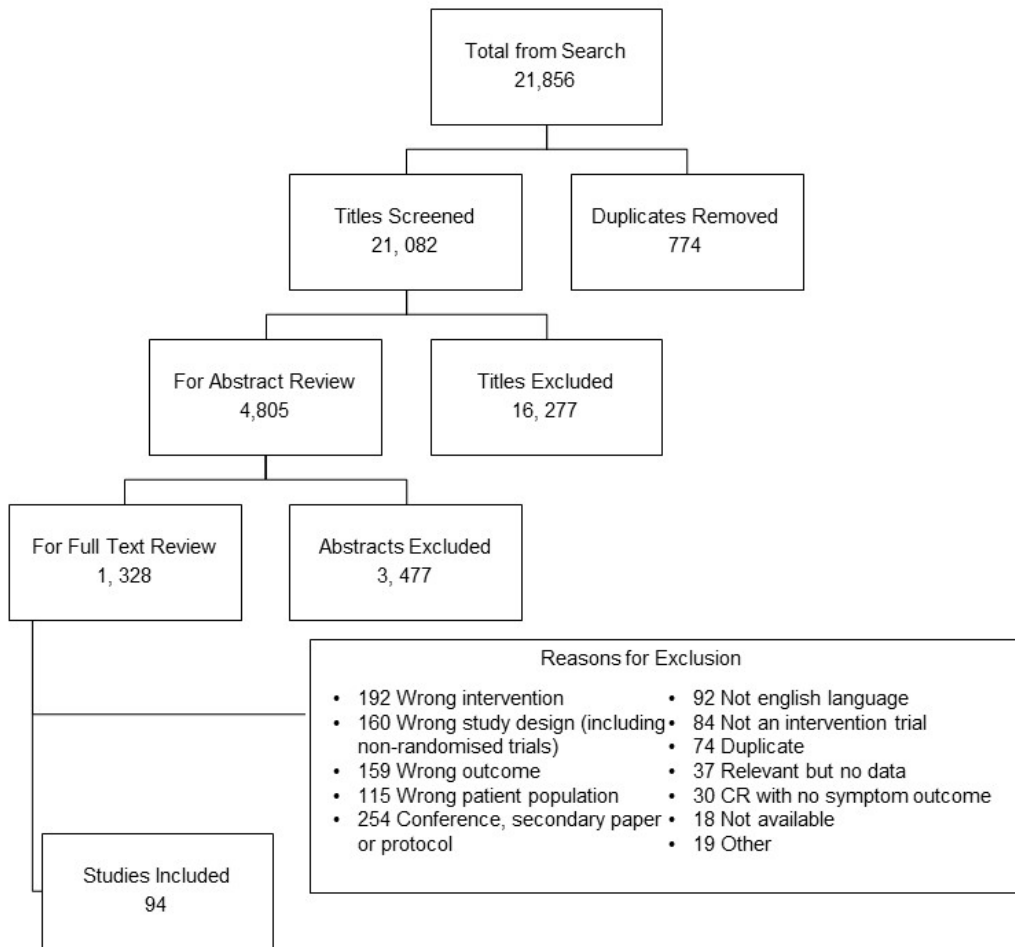 Total from Search
21,856
Titles Screened
21, 082
Duplicates Removed
774
For Abstract Review
4,805
Titles Excluded
16, 277
For Full Text Review
1, 328
Abstracts Excluded
3, 477
Reasons for Exclusion
• 192 Wrong intervention
• 160 Wrong study design (including
non-randomised trials)
• 159 Wrong outcome
• 115 Wrong patient population
• 254 Conference, secondary paper
or protocol
• 92 Not english language
• 84 Not an intervention trial
• 74 Duplicate
• 37 Relevant but no data
• 30 CR with no symptom outcome
• 18 Not available
• 19 Other
Studies Included
94